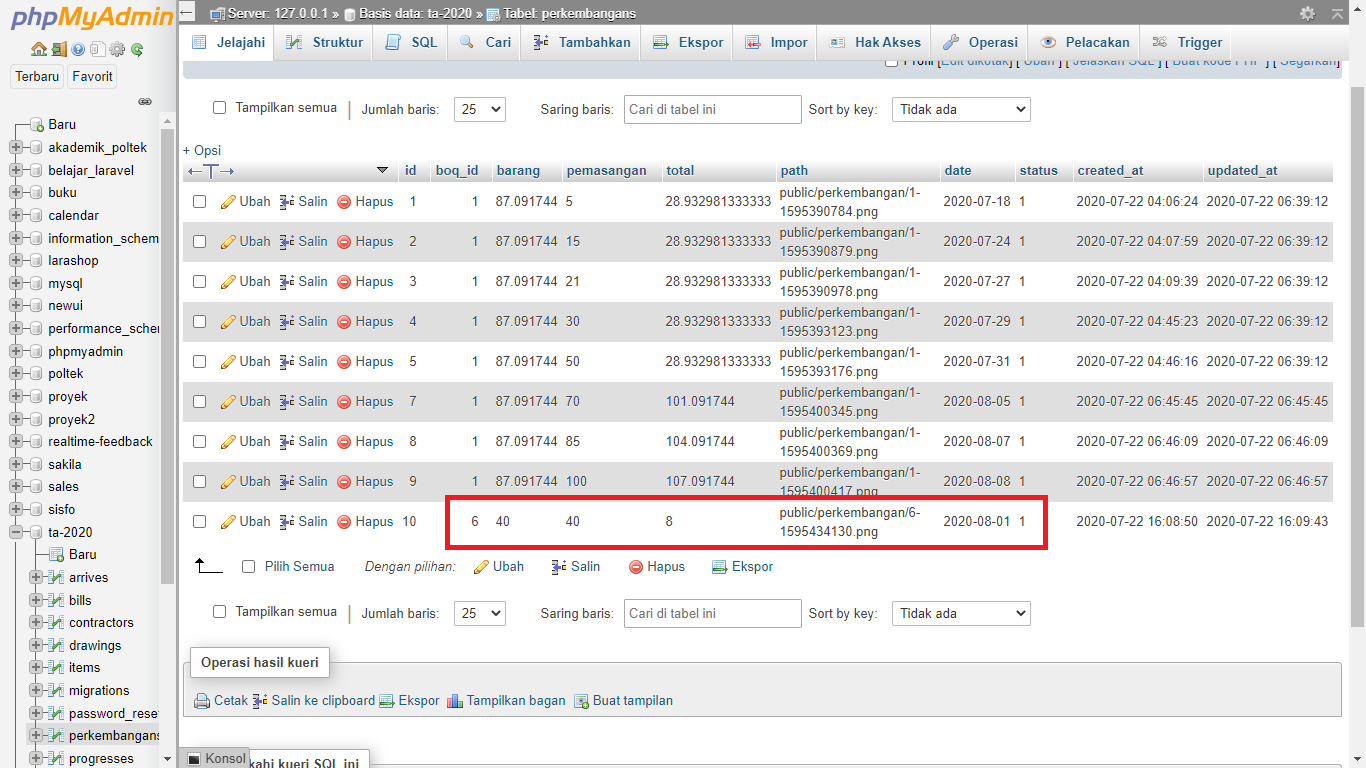 phpMyAdmin
Server: 127.0.0.1 » Basis data: ta-2020 » Tabel: perkembangans
Jelajahi Struktur SQL Cari Tambahkan Ekspor Impor Hak Akses Operasi Pelacakan Trigger
Terbaru Favorit
Baru
akademik_poltek
belajar_laravel
buku
calendar
information_schem
larashop
mysql
newui
performance_scher
phpmyadmin
poltek
proyek
proyek2
realtime-feedback
sakila
sales
sisfo
ta-2020
Baru
arrives
bills
contractors
drawings
items
migrations
password_rese
perkembangans
progresses
Profil [Edit dikotak] [ Ubah ] [ Jelaskan SQL ] [ Buat kode PHP ] [ Segarkan]
Tampilkan semua | Jumlah baris: 25 Saring baris: Cari di tabel ini Sort by key: Tidak ada
+ Opsi
id boq_id barang pemasangan total path date status created_at updated_at
Ubah Salin Hapus 1 1 87.091744 5 28.932981333333 public/perkembangan/1-
1595390784.png 2020-07-18 1 2020-07-22 04:06:24 2020-07-22 06:39:12
Ubah Salin Hapus 2 1 87.091744 15 28.932981333333 public/perkembangan/1-
1595390879.png 2020-07-24 1 2020-07-22 04:07:59 2020-07-22 06:39:12
Ubah Salin Hapus 3 1 87.091744 21 28.932981333333 public/perkembangan/1-
1595390978.png 2020-07-27 1 2020-07-22 04:09:39 2020-07-22 06:39:12
Ubah Salin Hapus 4 1 87.091744 30 28.932981333333 public/perkembangan/1-
1595393123.png 2020-07-29 1 2020-07-22 04:45:23 2020-07-22 06:39:12
Ubah Salin Hapus 5 1 87.091744 50 28.932981333333 public/perkembangan/1-
1595393176.png 2020-07-31 1 2020-07-22 04:46:16 2020-07-22 06:39:12
Ubah Salin Hapus 7 1 87.091744 70 101.091744 public/perkembangan/1-
1595400345.png 2020-08-05 1 2020-07-22 06:45:45 2020-07-22 06:45:45
Ubah Salin Hapus 8 1 87.091744 85 104.091744 public/perkembangan/1-
1595400369.png 2020-08-07 1 2020-07-22 06:46:09 2020-07-22 06:46:09
Ubah Salin Hapus 9 1 87.091744 100 107.091744 public/perkembangan/1-
1595400417.png 2020-08-08 1 2020-07-22 06:46:57 2020-07-22 06:46:57
Ubah Salin Hapus 10 6 40 40 8 public/perkembangan/6-
1595434130.png 2020-08-01 1 2020-07-22 16:08:50 2020-07-22 16:09:43
Pilih Semua Dengan pilihan: Ubah Salin Hapus Ekspor
Tampilkan semua | Jumlah baris: 25 Saring baris: Cari di tabel ini Sort by key: Tidak ada
Operasi hasil kueri
Cetak Salin ke clipboard Ekspor Tampilkan bagan Buat tampilan
Konsol
kahi kueri SQL ini